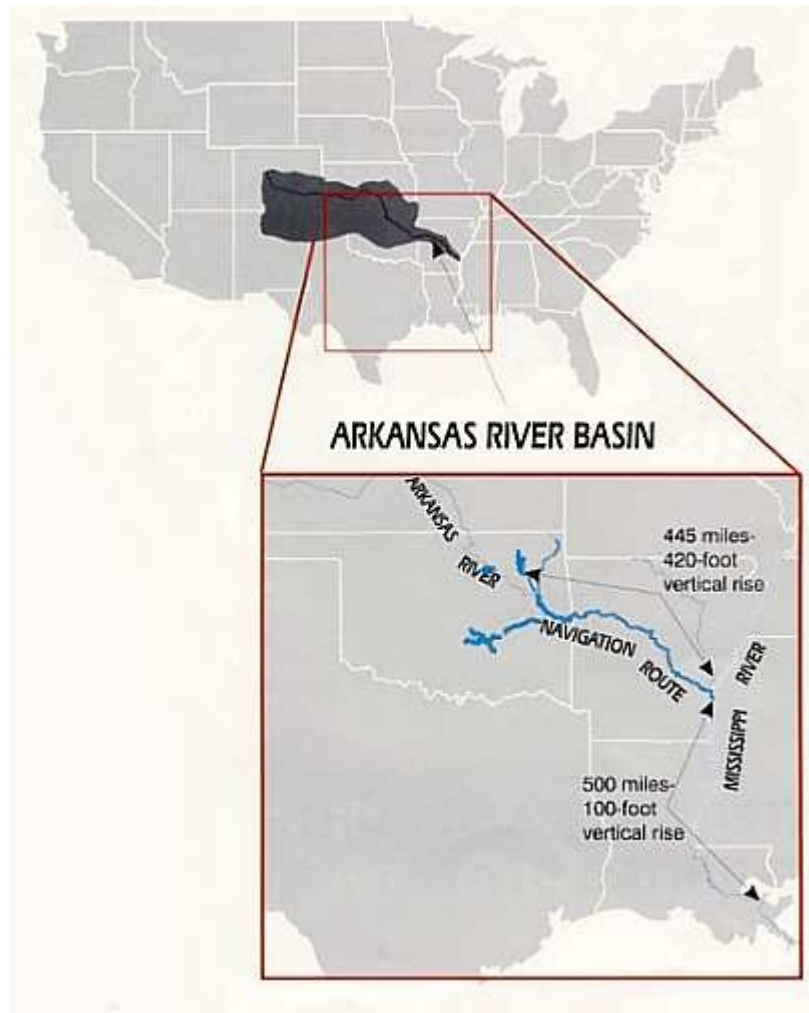 ARKANSAS RIVER BASIN
ARKANSAS
RIVER
445 miles-
420-foot
vertical rise
NAVIGATION
ROUTE
MISSISSIPPI
RIVER
500 miles-
100-foot
vertical rise